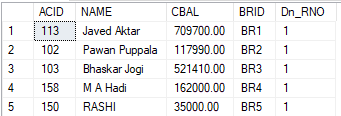 ACID NAME CBAL BRID Dn_RNO
1 113 Javed Aktar 709700.00 BR1 1
2 102 Pawan Puppala 117990.00 BR2 1
3 103 Bhaskar Jogi 521410.00 BR3 1
4 158 M A Hadi 162000.00 BR4 1
5 150 RASHI 35000.00 BR5 1